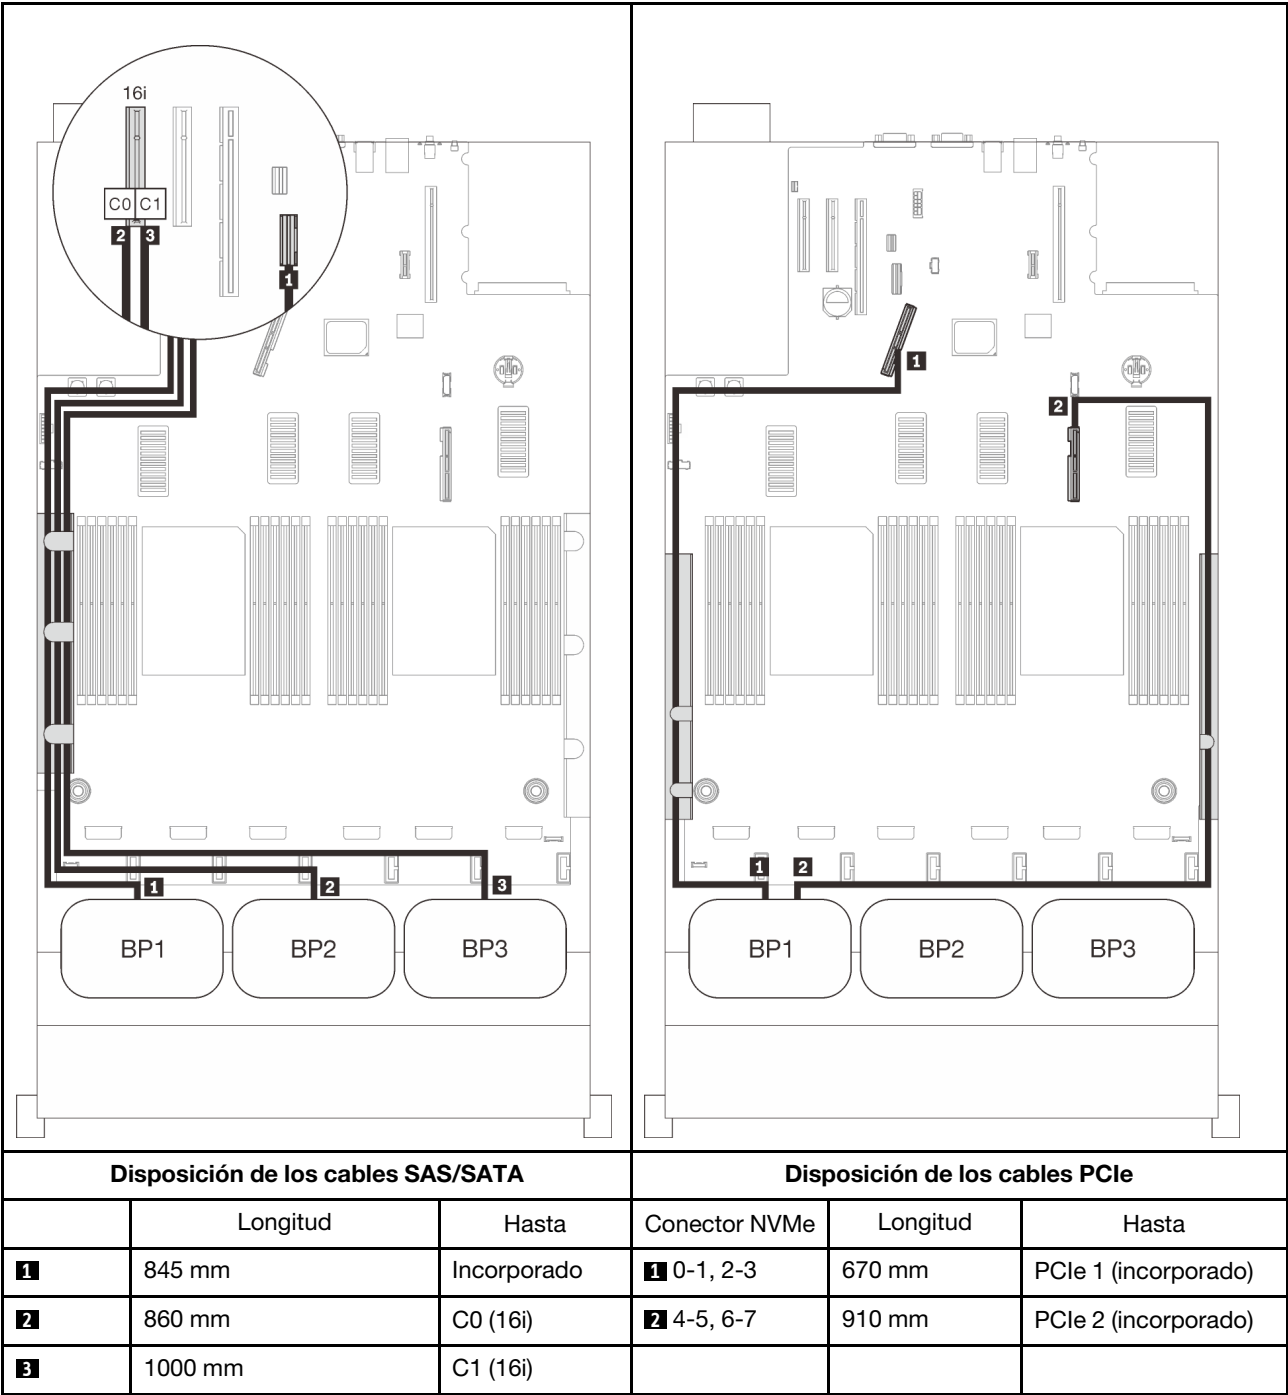 16i
C0 C1
2 3
1
1 2 3
BP1 BP2 BP3
1
2
1 2
BP1 BP2 BP3
Disposición de los cables SAS/SATA
Disposición de los cables PCIe
Longitud Hasta Conector NVMe Longitud Hasta
1 845 mm Incorporado 1 0-1, 2-3 670 mm PCIe 1 (incorporado)
2 860 mm C0 (16i) 2 4-5, 6-7 910 mm PCIe 2 (incorporado)
3 1000 mm C1 (16i)